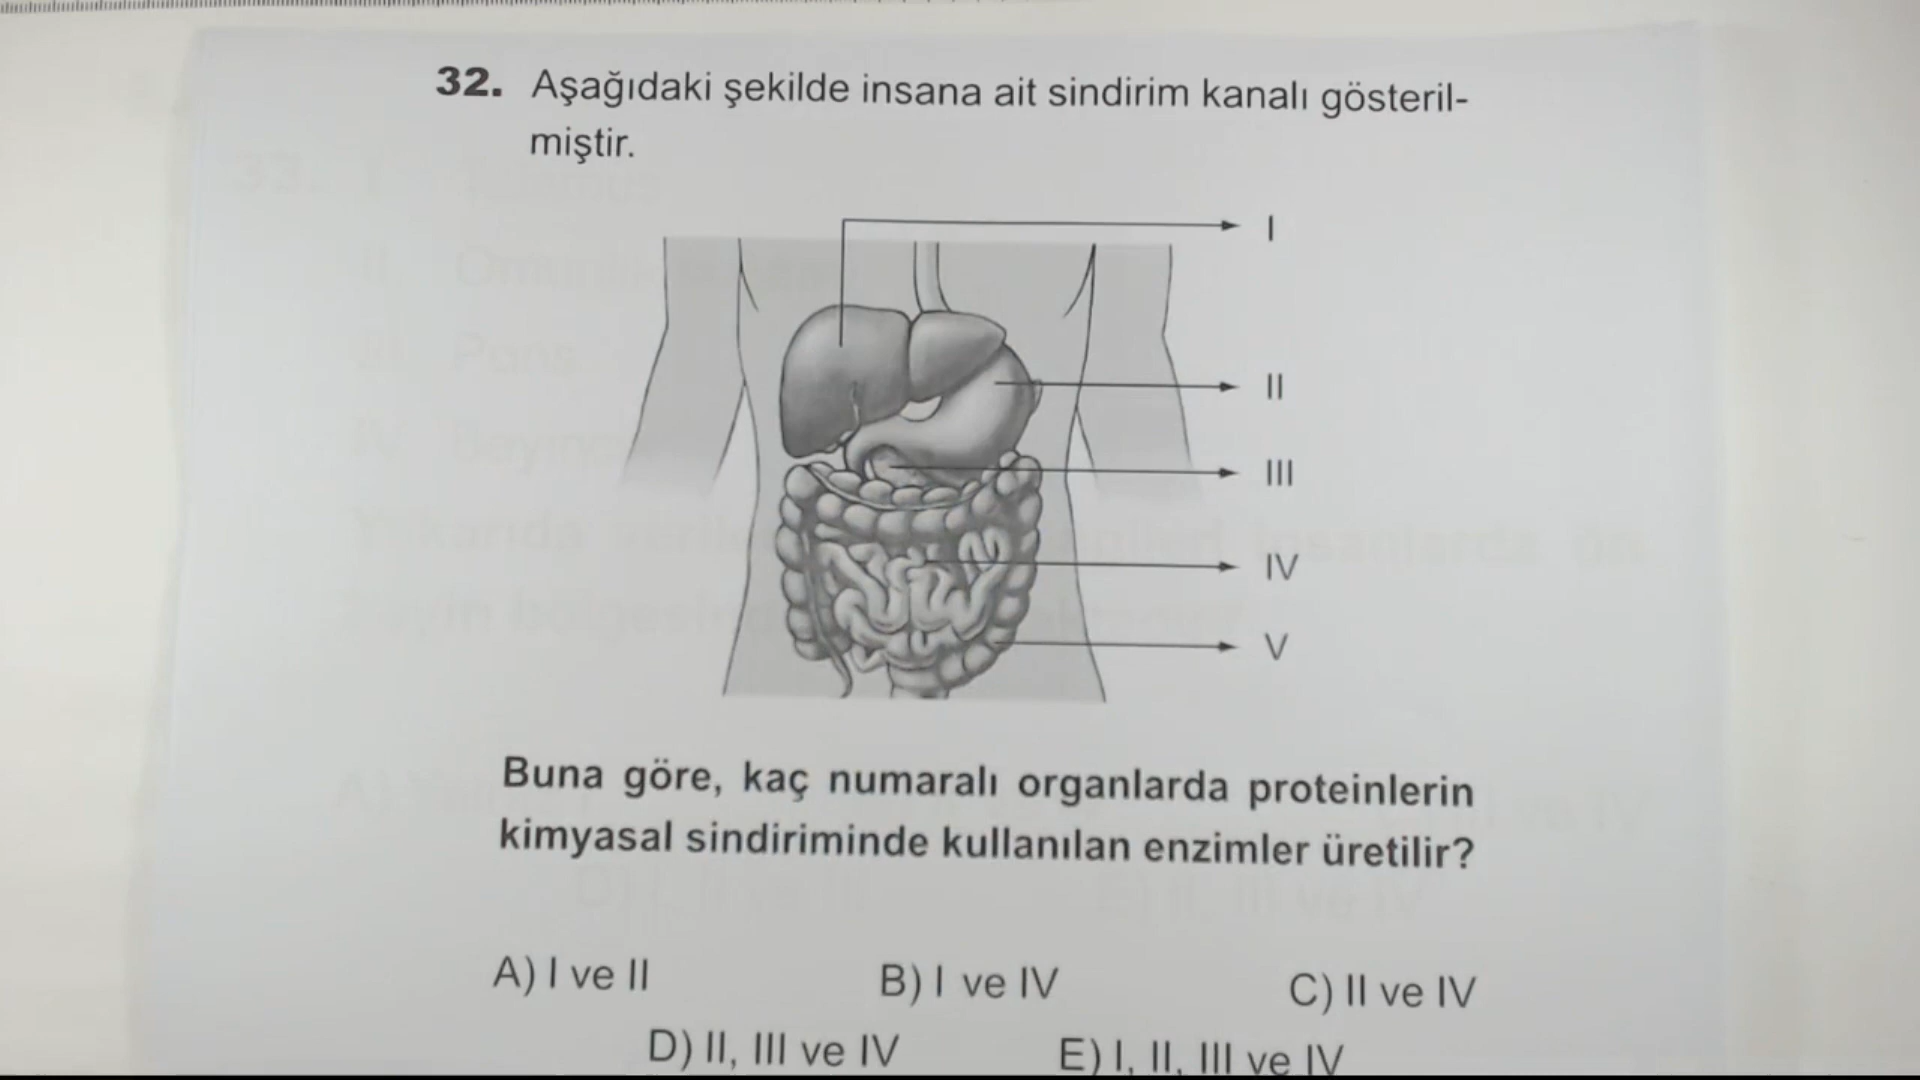 32. Aşağıdaki şekilde insana ait sindirim kanalı gösteril-
miştir.
I
II
III
IV
V
Buna göre, kaç numaralı organlarda proteinlerin
kimyasal sindiriminde kullanılan enzimler üretilir?
A) I ve II B) I ve IV C) II ve IV
D) II, III ve IV E) I, II, III ve IV